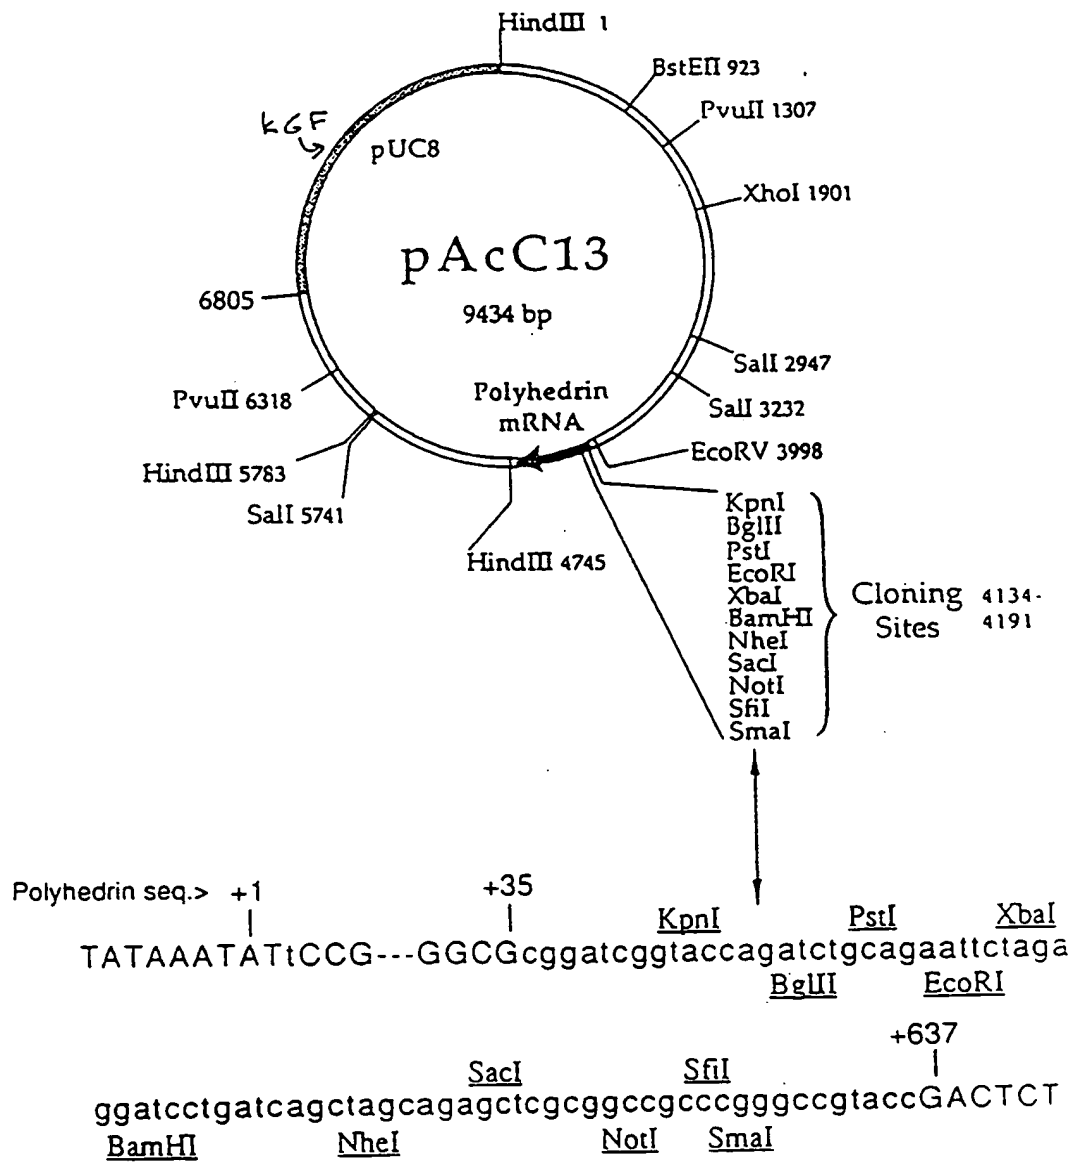 HindIII 1
BstEII 923
PvuII 1307
KGF
pUC8
XhoI 1901
pAcC13
9434 bp
6805
SalI 2947
PvuII 6318
Polyhedrin
mRNA
SalI 3232
EcoRV 3998
HindIII 5783
SalI 5741
HindIII 4745
KpnI
BglII
PstI
EcoRI
XbaI
BamHI
NheI
SacI
NotI
SfiI
SmaI
Cloning
Sites
4134-
4191
Polyhedrin seq.> +1
+35
KpnI PstI XbaI
TATAAATATtCCG---GGCGcggatcggtaccagatctgcagaattctaga
BglII EcoRI
+637
SacI SfiI
ggatcctgatcagctagcagagctcgcggccgcccgggccgtaccGACTCT
BamHI NheI NotI SmaI